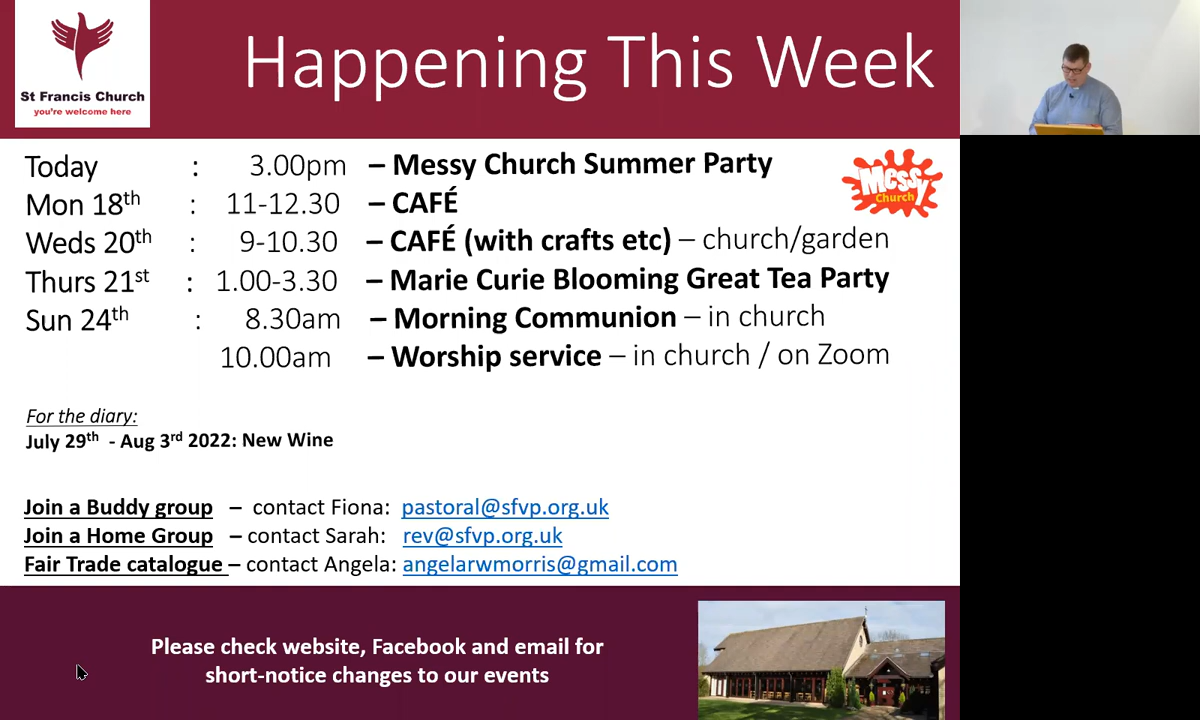 St Francis Church
you're welcome here
Happening This Week
Today : 3.00pm – Messy Church Summer Party
Messy
Church
Mon 18th : 11-12.30 – CAFÉ
Weds 20th : 9-10.30 – CAFÉ (with crafts etc) – church/garden
Thurs 21st : 1.00-3.30 – Marie Curie Blooming Great Tea Party
Sun 24th : 8.30am – Morning Communion – in church
10.00am – Worship service – in church / on Zoom
For the diary:
July 29th - Aug 3rd 2022: New Wine
Join a Buddy group – contact Fiona: pastoral@sfvp.org.uk
Join a Home Group – contact Sarah: rev@sfvp.org.uk
Fair Trade catalogue – contact Angela: angelarwmorris@gmail.com
Please check website, Facebook and email for
short-notice changes to our events